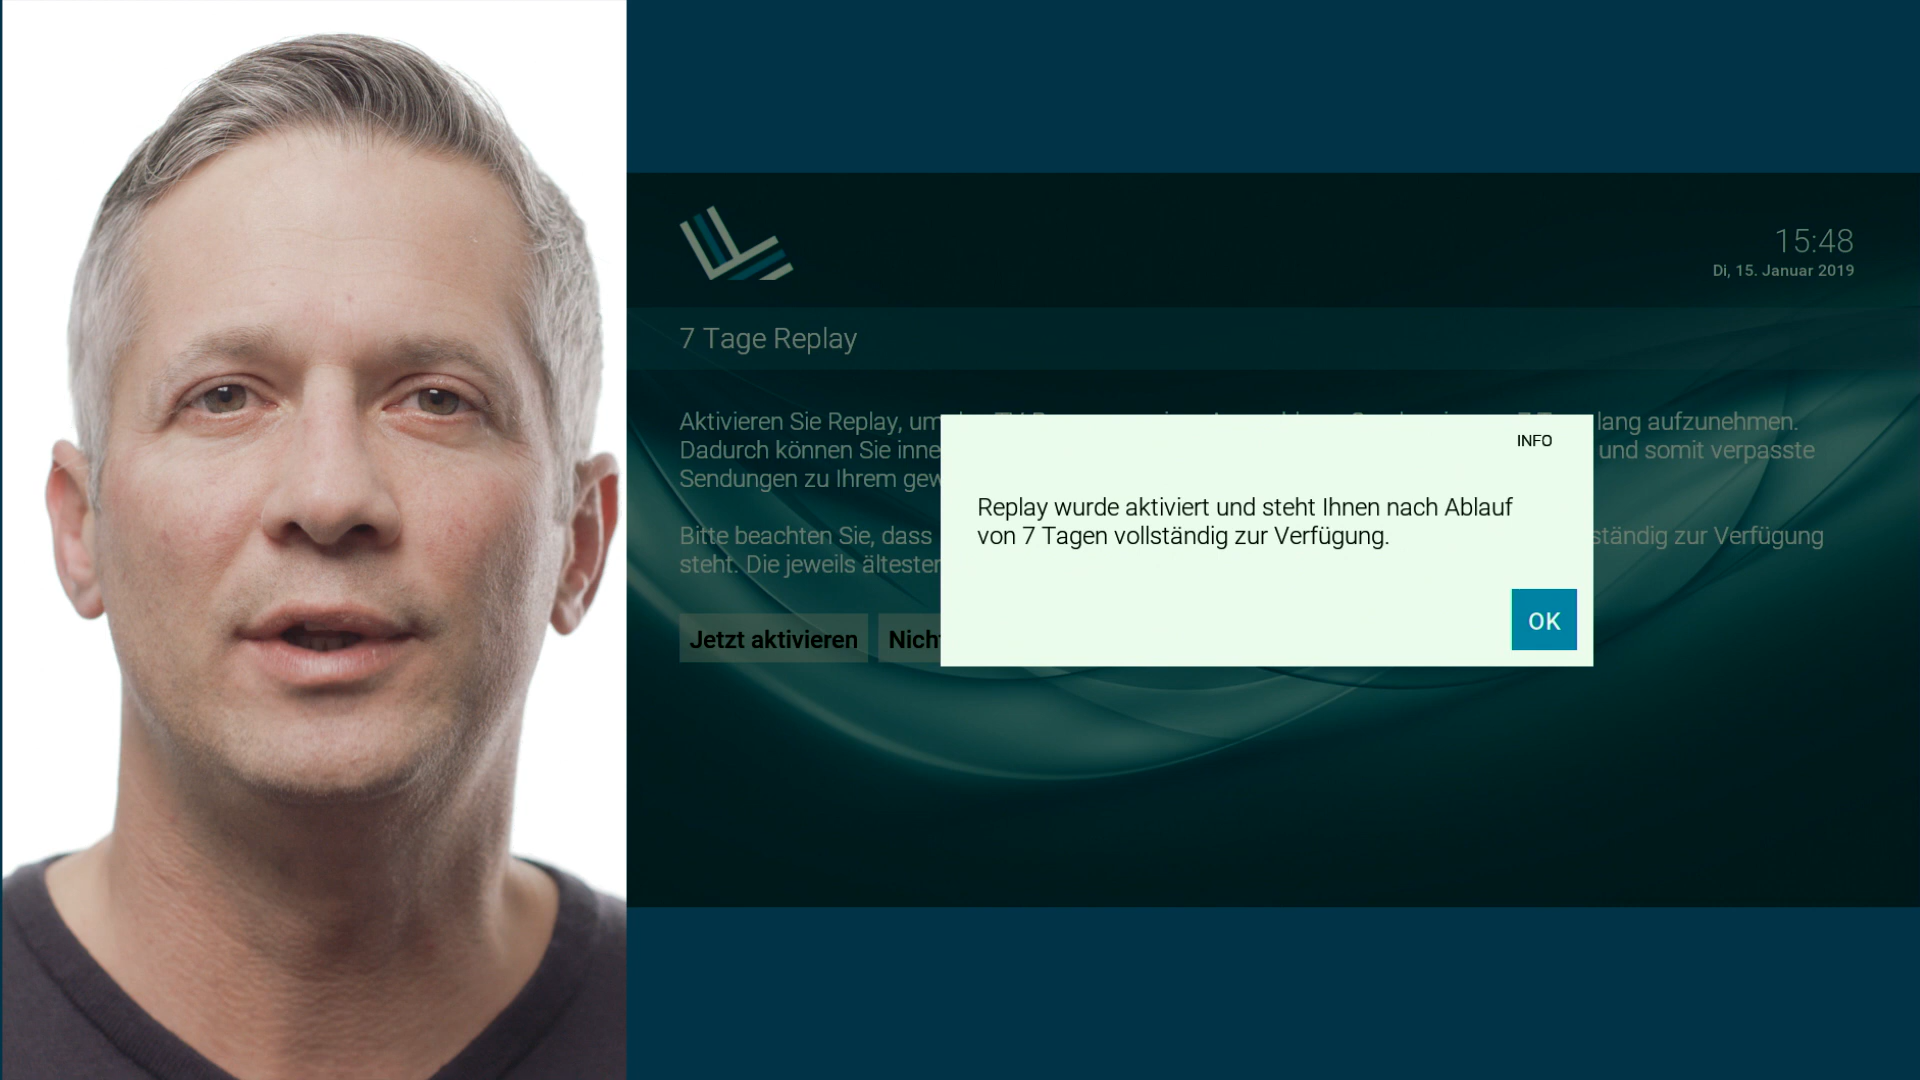 15:48
Di, 15. Januar 2019
7 Tage Replay
Aktivieren Sie Replay, um lang aufzunehmen.
Dadurch können Sie inne und somit verpasste
Sendungen zu Ihrem gew
Bitte beachten Sie, dass ständig zur Verfügung
steht. Die jeweils ältesten
Jetzt aktivieren Nich
INFO
Replay wurde aktiviert und steht Ihnen nach Ablauf
von 7 Tagen vollständig zur Verfügung.
OK